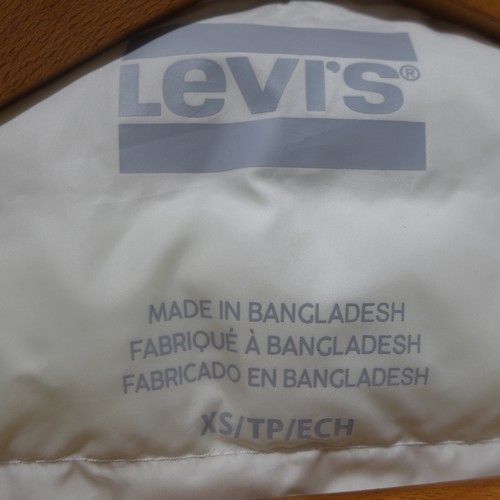 LEVI'S®
MADE IN BANGLADESH
FABRIQUÉ À BANGLADESH
FABRICADO EN BANGLADESH
XS/TP/ECH